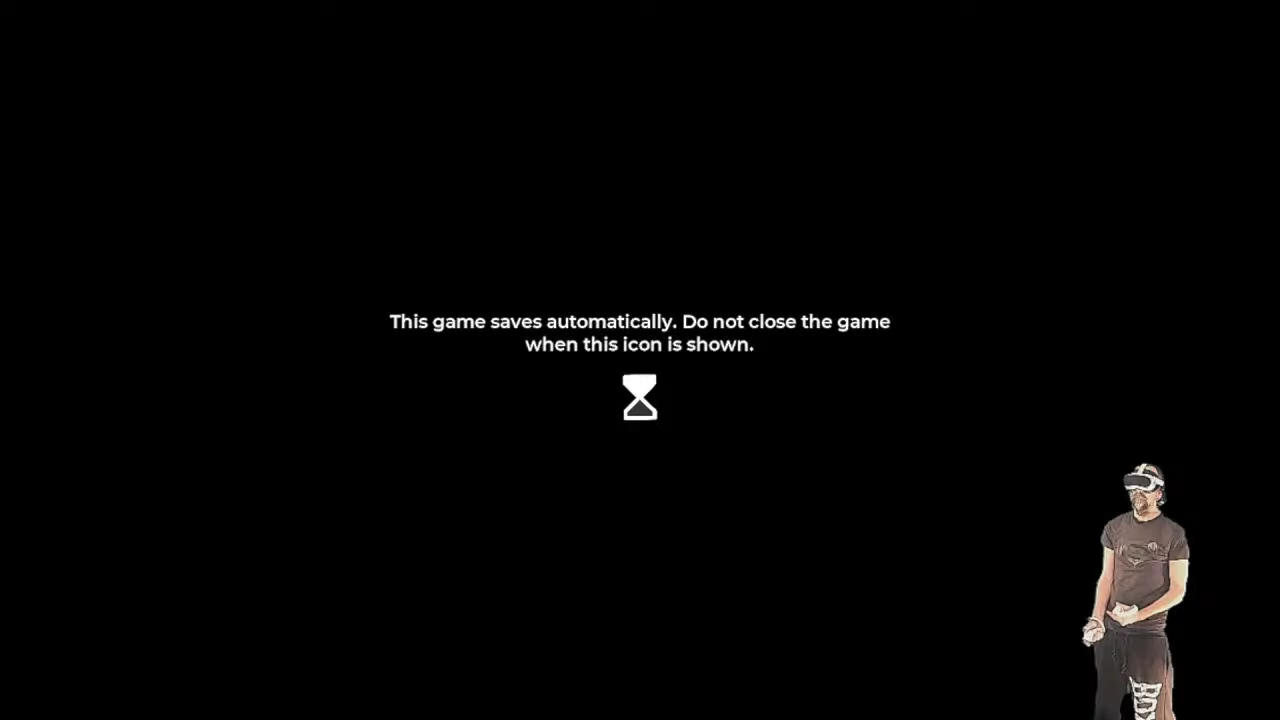 This game saves automatically. Do not close the game
when this icon is shown.